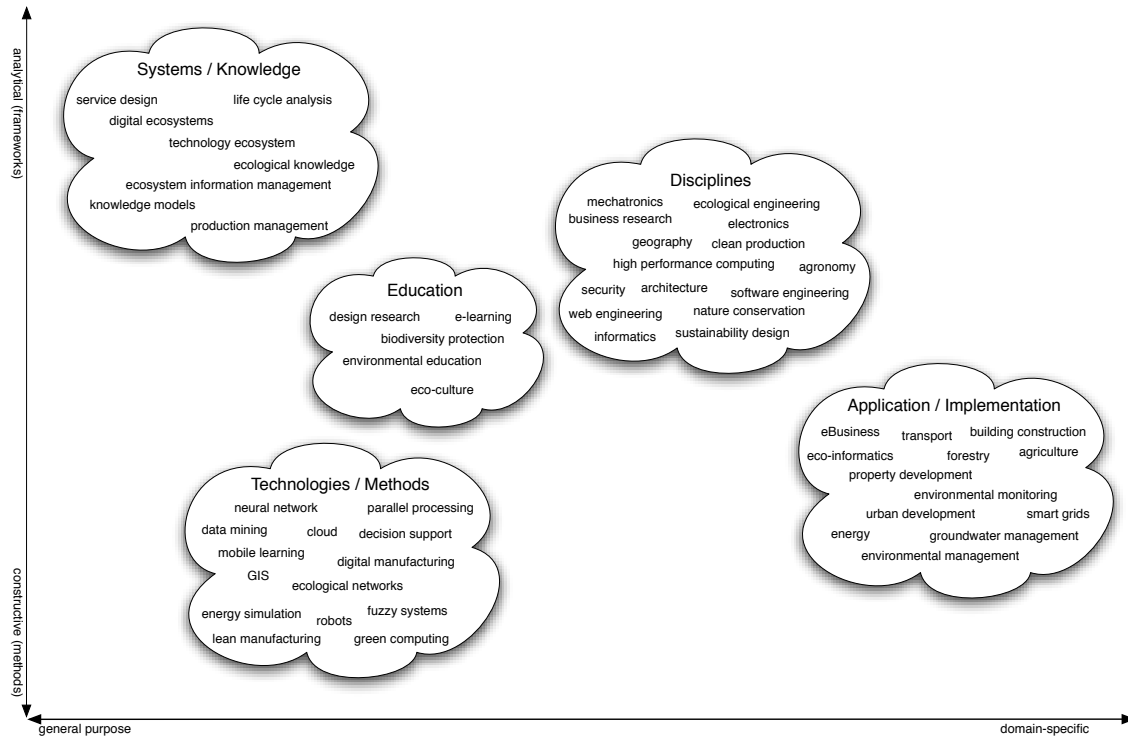 analytical (frameworks)
constructive (methods)
Systems / Knowledge
service design
life cycle analysis
digital ecosystems
technology ecosystem
ecological knowledge
ecosystem information management
knowledge models
production management
Disciplines
mechatronics
ecological engineering
business research
electronics
geography
clean production
high performance computing
agronomy
security
architecture
software engineering
web engineering
nature conservation
informatics
sustainability design
Education
design research
e-learning
biodiversity protection
environmental education
eco-culture
Application / Implementation
eBusiness
transport
building construction
eco-informatics
forestry
agriculture
property development
environmental monitoring
urban development
smart grids
energy
groundwater management
environmental management
Technologies / Methods
neural network
parallel processing
data mining
cloud
decision support
mobile learning
digital manufacturing
GIS
ecological networks
energy simulation
robots
fuzzy systems
lean manufacturing
green computing
general purpose
domain-specific